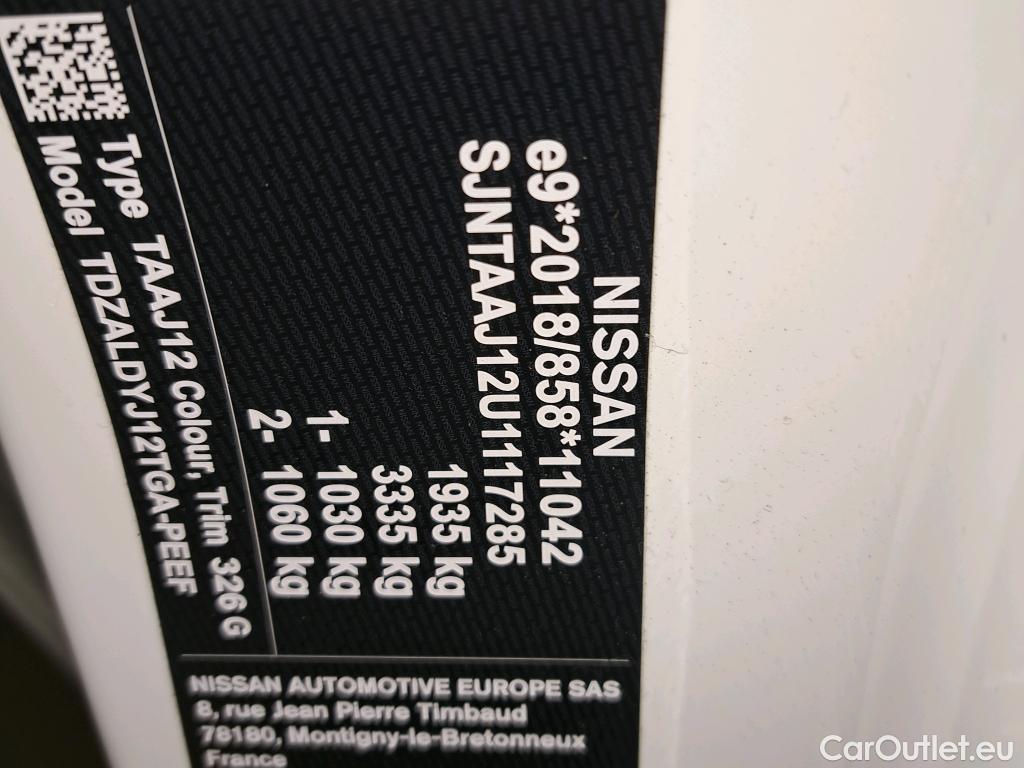 NISSAN
e9*2018/858*11042
SJNTAAJ12U1117285
1935 kg
3335 kg
1- 1030 kg
2- 1060 kg
Type TAAJ12 Colour, Trim 326 G
Model TDZALDYJ12TGA-PEEF
NISSAN AUTOMOTIVE EUROPE SAS
8, rue Jean Pierre Timbaud
78180, Montigny-le-Bretonneux
France
CarOutlet.eu